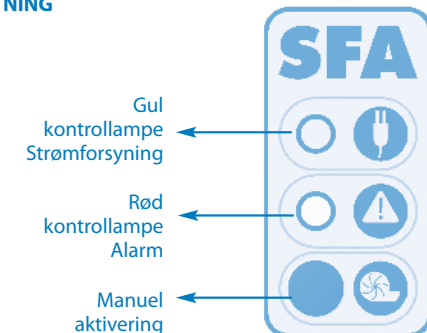 NING
SFA
Gul
kontrollampe
Strømforsyning
Rød
kontrollampe
Alarm
Manuel
aktivering